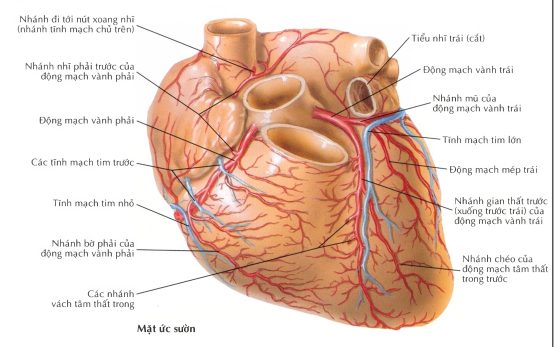 Nhánh đi tới nút xoang nhĩ
(nhánh tĩnh mạch chủ trên)
Nhánh nhĩ phải trước của
động mạch vành phải
Động mạch vành phải
Các tĩnh mạch tim trước
Tĩnh mạch tim nhỏ
Nhánh bờ phải của
động mạch vành phải
Các nhánh
vách tâm thất trong
Mặt ức sườn
Tiểu nhĩ trái (cắt)
Động mạch vành trái
Nhánh mũ của
động mạch vành trái
Tĩnh mạch tim lớn
Động mạch mép trái
Nhánh gian thất trước
(xuống trước trái) của
động mạch vành trái
Nhánh chéo của
động mạch tâm thất
trong trước